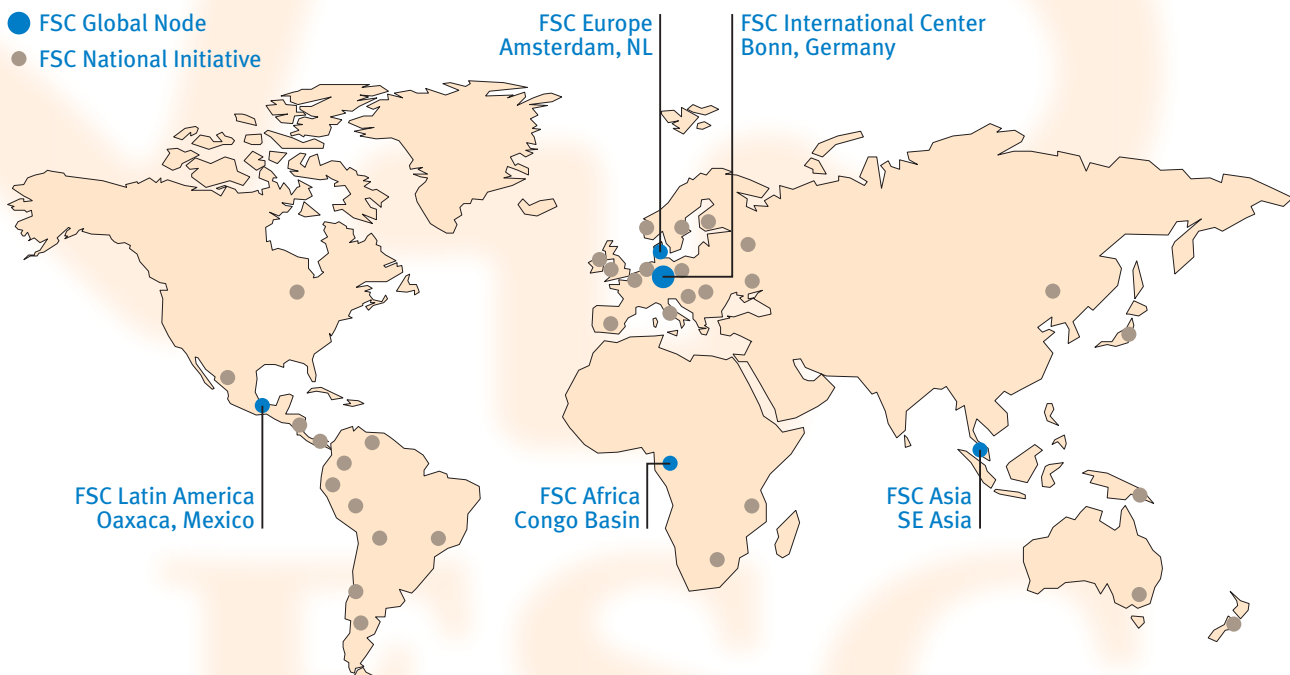 FSC Global Node
FSC National Initiative
FSC Europe
Amsterdam, NL
FSC International Center
Bonn, Germany
FSC Latin America
Oaxaca, Mexico
FSC Africa
Congo Basin
FSC Asia
SE Asia
FSC